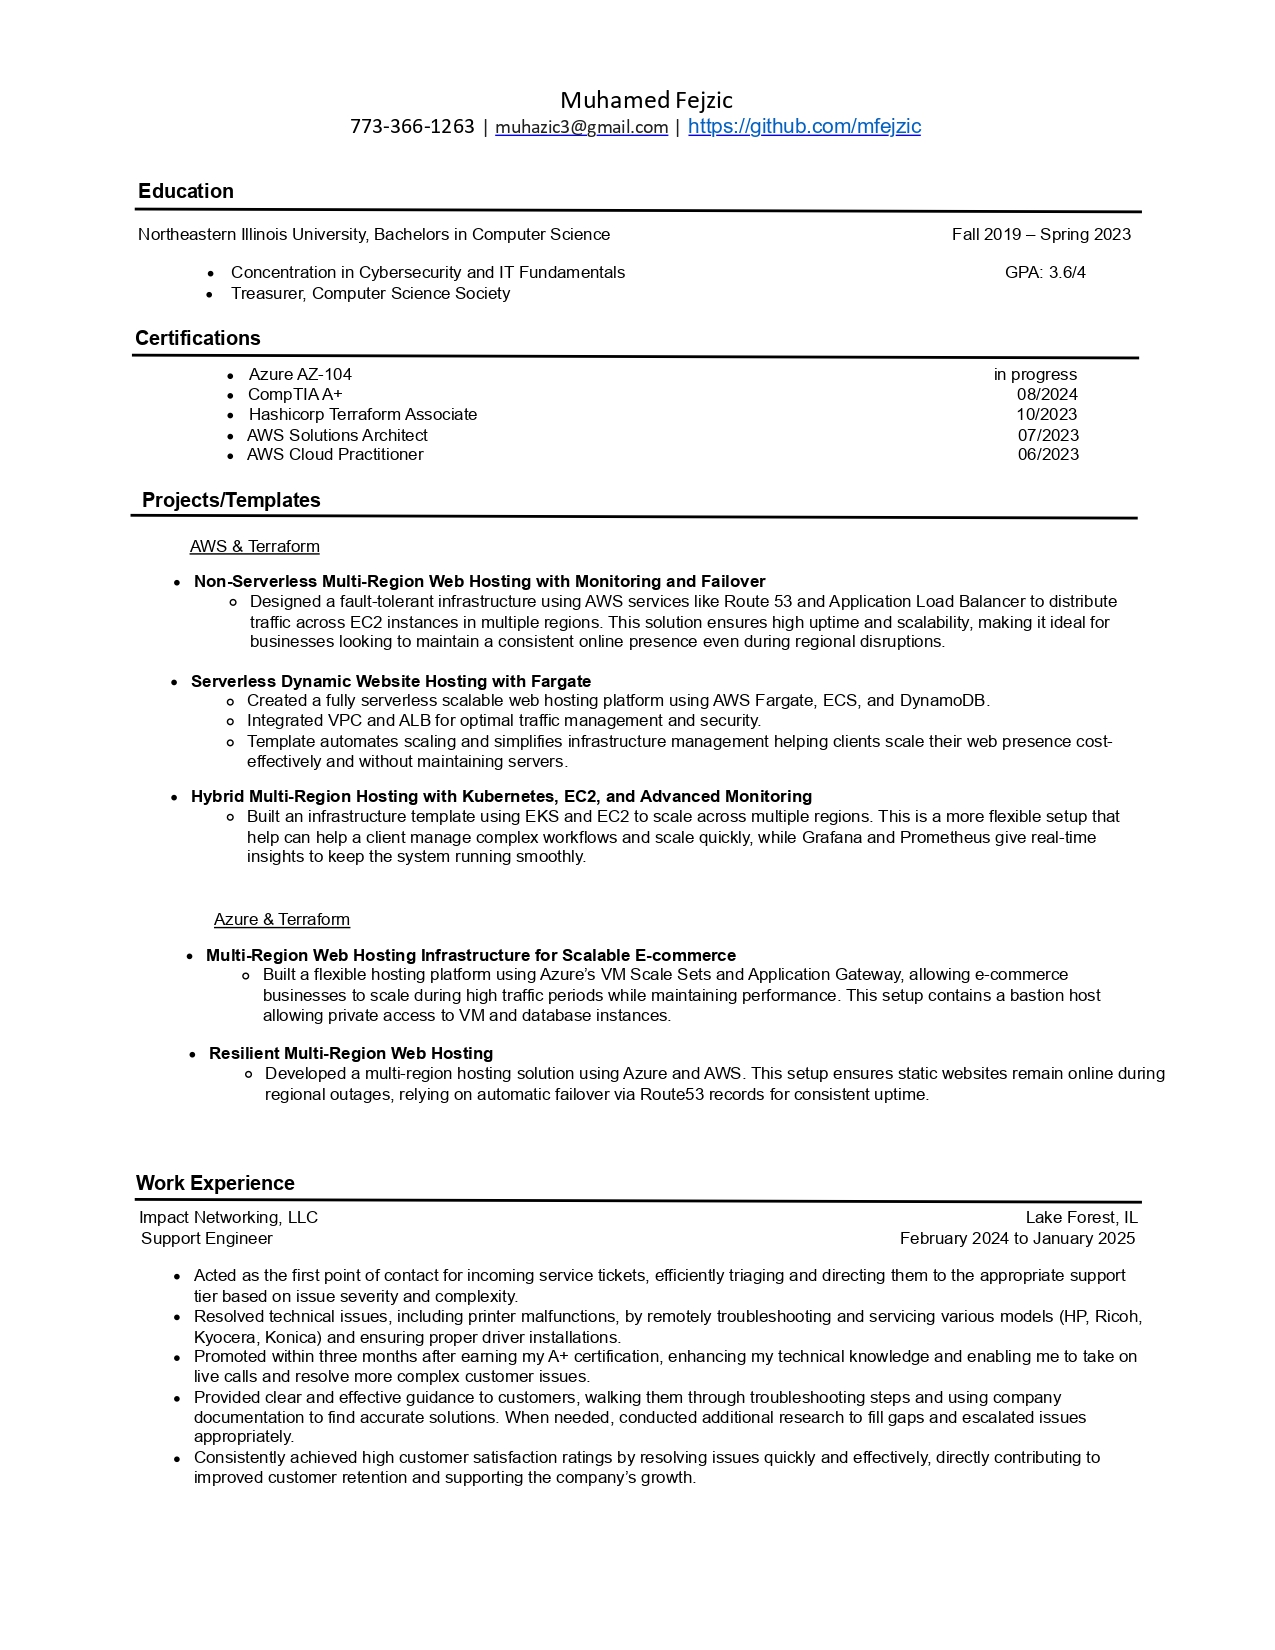 Muhamed Fejzic
773-366-1263 | muhazic3@gmail.com | https://github.com/mfejzic
Education
Northeastern Illinois University, Bachelors in Computer Science Fall 2019 – Spring 2023
• Concentration in Cybersecurity and IT Fundamentals GPA: 3.6/4
• Treasurer, Computer Science Society
Certifications
• Azure AZ-104 in progress
• CompTIA A+ 08/2024
• Hashicorp Terraform Associate 10/2023
• AWS Solutions Architect 07/2023
• AWS Cloud Practitioner 06/2023
Projects/Templates
AWS & Terraform
• Non-Serverless Multi-Region Web Hosting with Monitoring and Failover
o Designed a fault-tolerant infrastructure using AWS services like Route 53 and Application Load Balancer to distribute
traffic across EC2 instances in multiple regions. This solution ensures high uptime and scalability, making it ideal for
businesses looking to maintain a consistent online presence even during regional disruptions.
• Serverless Dynamic Website Hosting with Fargate
o Created a fully serverless scalable web hosting platform using AWS Fargate, ECS, and DynamoDB.
o Integrated VPC and ALB for optimal traffic management and security.
o Template automates scaling and simplifies infrastructure management helping clients scale their web presence cost-
effectively and without maintaining servers.
• Hybrid Multi-Region Hosting with Kubernetes, EC2, and Advanced Monitoring
o Built an infrastructure template using EKS and EC2 to scale across multiple regions. This is a more flexible setup that
help can help a client manage complex workflows and scale quickly, while Grafana and Prometheus give real-time
insights to keep the system running smoothly.
Azure & Terraform
• Multi-Region Web Hosting Infrastructure for Scalable E-commerce
o Built a flexible hosting platform using Azure’s VM Scale Sets and Application Gateway, allowing e-commerce
businesses to scale during high traffic periods while maintaining performance. This setup contains a bastion host
allowing private access to VM and database instances.
• Resilient Multi-Region Web Hosting
o Developed a multi-region hosting solution using Azure and AWS. This setup ensures static websites remain online during
regional outages, relying on automatic failover via Route53 records for consistent uptime.
Work Experience
Impact Networking, LLC Lake Forest, IL
Support Engineer February 2024 to January 2025
• Acted as the first point of contact for incoming service tickets, efficiently triaging and directing them to the appropriate support
tier based on issue severity and complexity.
• Resolved technical issues, including printer malfunctions, by remotely troubleshooting and servicing various models (HP, Ricoh,
Kyocera, Konica) and ensuring proper driver installations.
• Promoted within three months after earning my A+ certification, enhancing my technical knowledge and enabling me to take on
live calls and resolve more complex customer issues.
• Provided clear and effective guidance to customers, walking them through troubleshooting steps and using company
documentation to find accurate solutions. When needed, conducted additional research to fill gaps and escalated issues
appropriately.
• Consistently achieved high customer satisfaction ratings by resolving issues quickly and effectively, directly contributing to
improved customer retention and supporting the company’s growth.